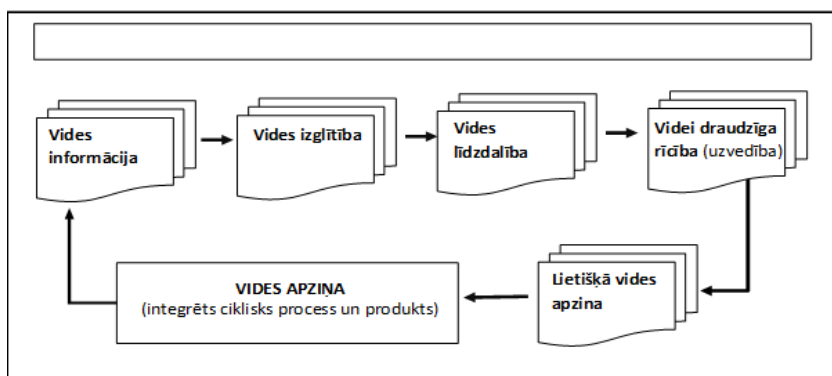 Vides
informācija
Vides izglītība
Vides
līdzdalība
Videi draudzīga
rīcība (uzvedība)
VIDES APZIŅA
(integrēts ciklisks process un produkts)
Lietišķā vides
apzina